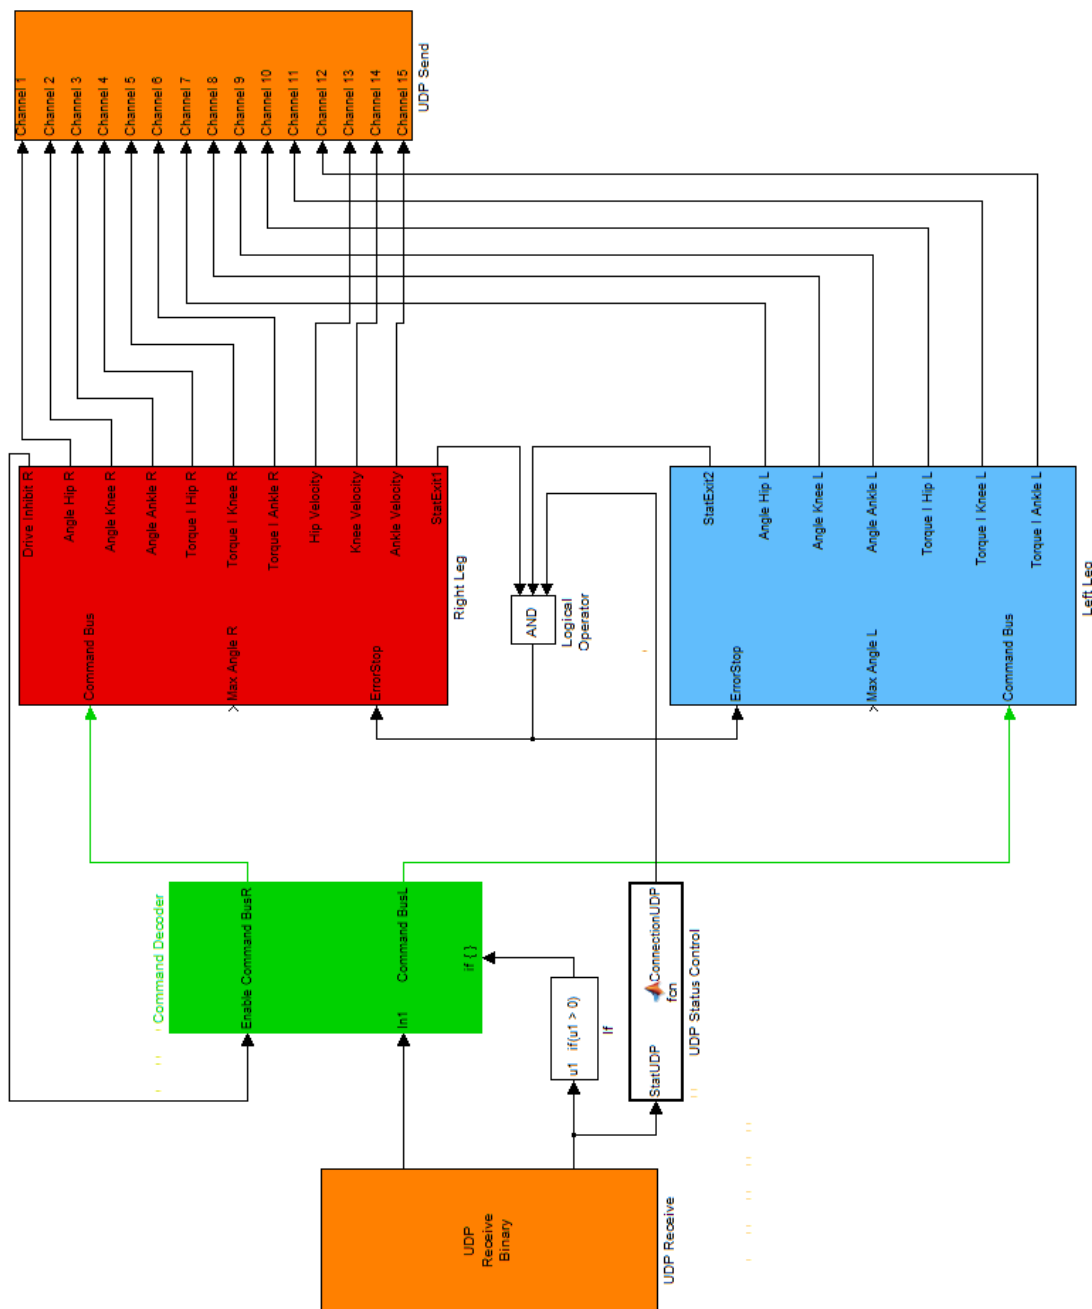 UDP
Receive
Binary
UDP Receive
Command Decoder
Enable
Command BusR
In1
Command BusL
if { }
u1
if(u1 > 0)
If
StatUDP
ConnectionUDP
fcn
UDP Status Control
Command Bus
Max Angle R
ErrorStop
Drive Inhibit R
Angle Hip R
Angle Knee R
Angle Ankle R
Torque I Hip R
Torque I Knee R
Torque I Ankle R
Hip Velocity
Knee Velocity
Ankle Velocity
StatExit1
Right Leg
AND
Logical
Operator
ErrorStop
Max Angle L
Command Bus
StatExit2
Angle Hip L
Angle Knee L
Angle Ankle L
Torque I Hip L
Torque I Knee L
Torque I Ankle L
Left Leg
Channel 1
Channel 2
Channel 3
Channel 4
Channel 5
Channel 6
Channel 7
Channel 8
Channel 9
Channel 10
Channel 11
Channel 12
Channel 13
Channel 14
Channel 15
UDP Send